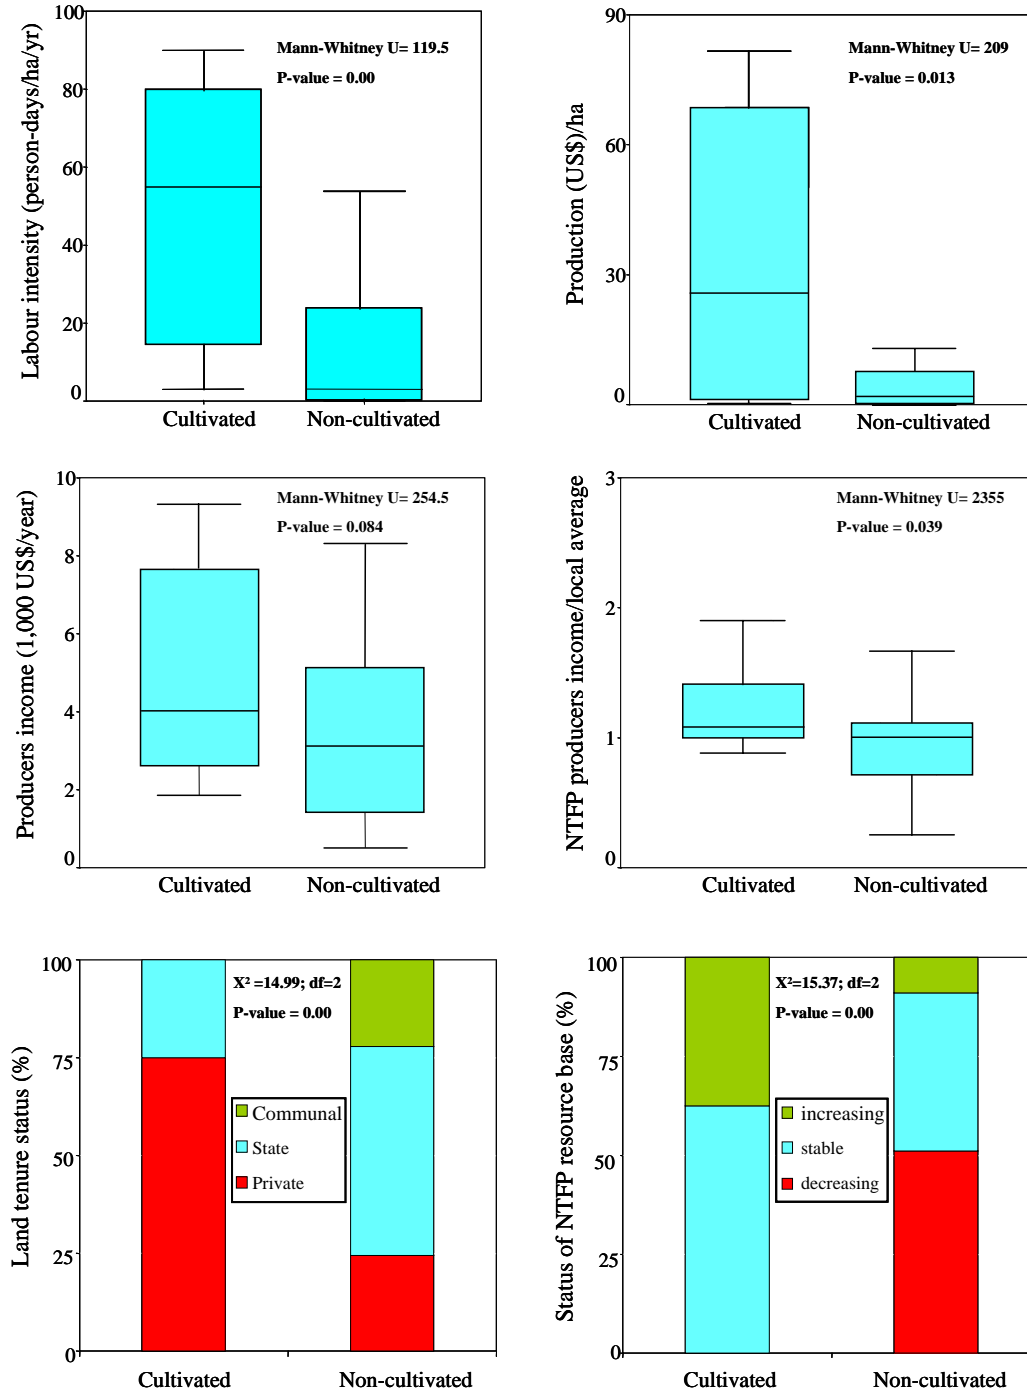 Labour intensity (person-days/ha/yr)
100
80
60
40
20
0
Mann-Whitney U= 119.5
P-value = 0.00
Cultivated
Non-cultivated
Production (US$)/ha
90
60
30
0
Mann-Whitney U= 209
P-value = 0.013
Cultivated
Non-cultivated
Producers income (1,000 US$/year)
10
8
6
4
2
0
Mann-Whitney U= 254.5
P-value = 0.084
Cultivated
Non-cultivated
NTFP producers income/local average
3
2
1
0
Mann-Whitney U= 2355
P-value = 0.039
Cultivated
Non-cultivated
Land tenure status (%)
100
75
50
25
0
X² =14.99; df=2
P-value = 0.00
Communal
State
Private
Cultivated
Non-cultivated
Status of NTFP resource base (%)
100
75
50
25
0
X²=15.37; df=2
P-value = 0.00
increasing
stable
decreasing
Cultivated
Non-cultivated